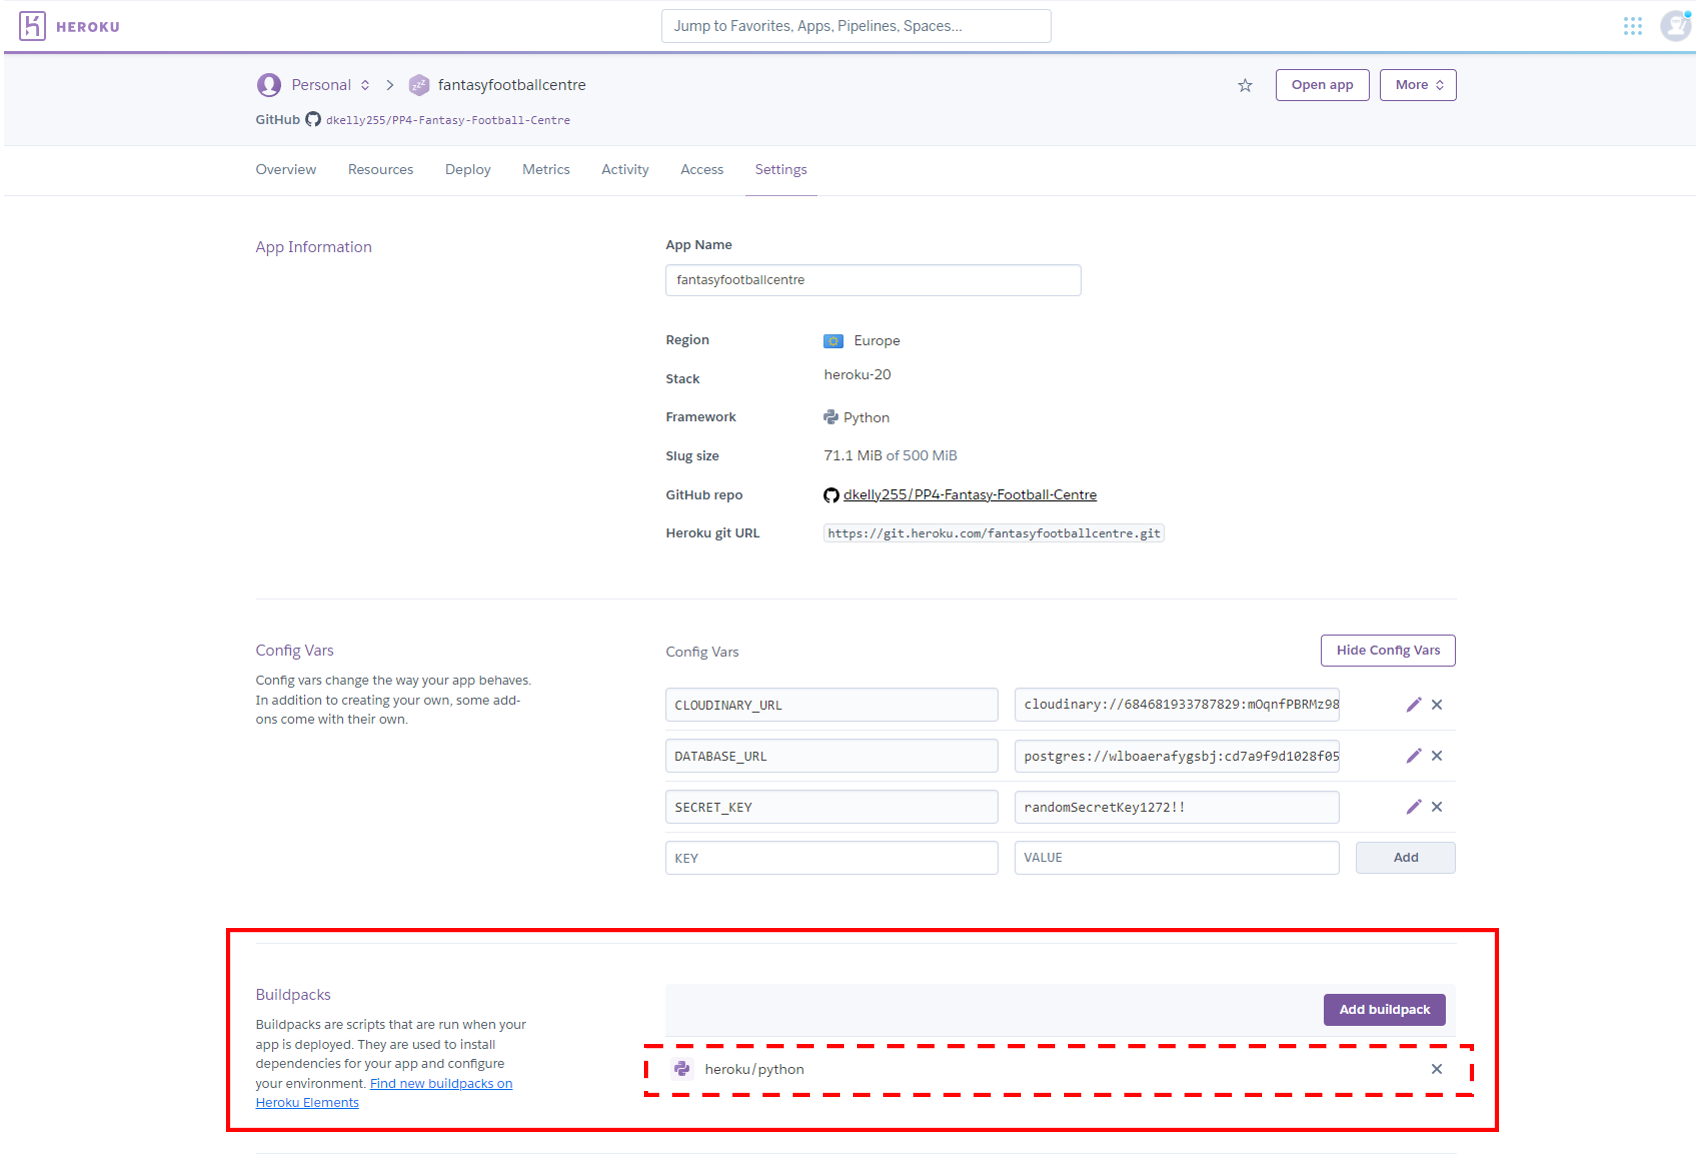 HEROKU
Jump to Favorites, Apps, Pipelines, Spaces...
Personal
fantasyfootballcentre
Open app
More
GitHub dkelly255/PP4-Fantasy-Football-Centre
Overview Resources Deploy Metrics Activity Access Settings
App Information
App Name
fantasyfootballcentre
Region Europe
Stack heroku-20
Framework Python
Slug size 71.1 MiB of 500 MiB
GitHub repo dkelly255/PP4-Fantasy-Football-Centre
Heroku git URL https://git.heroku.com/fantasyfootballcentre.git
Config Vars
Config vars change the way your app behaves.
In addition to creating your own, some add-
ons come with their own.
Config Vars
Hide Config Vars
CLOUDINARY_URL cloudinary://684681933787829:mOqnfPBRMz98
DATABASE_URL postgres://wlboaerafygsbj:cd7a9f9d1028f05
SECRET_KEY randomSecretKey1272!!
KEY VALUE Add
Buildpacks
Buildpacks are scripts that are run when your
app is deployed. They are used to install
dependencies for your app and configure
your environment. Find new buildpacks on
Heroku Elements
Add buildpack
heroku/python